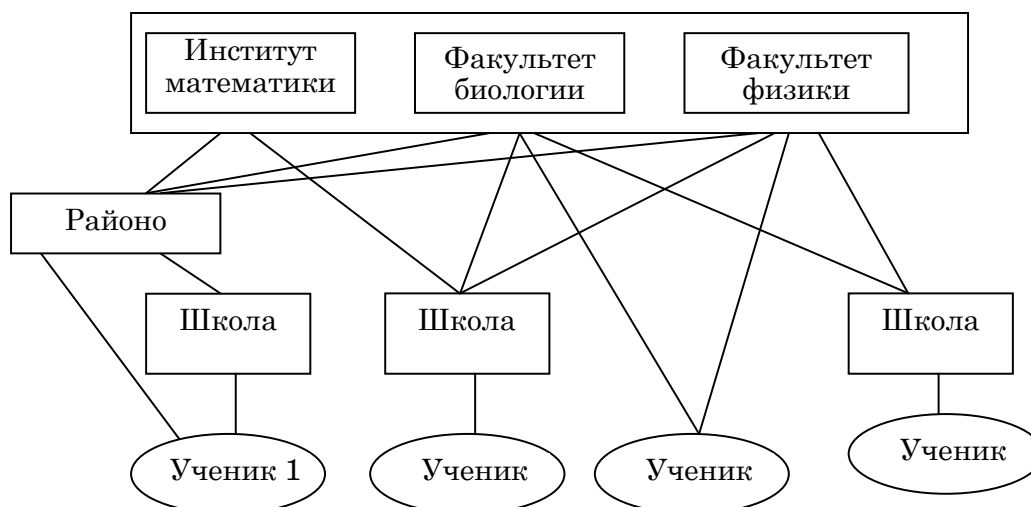 Институт
математики
Факультет
биологии
Факультет
физики
Районо
Школа
Школа
Школа
Ученик 1
Ученик
Ученик
Ученик